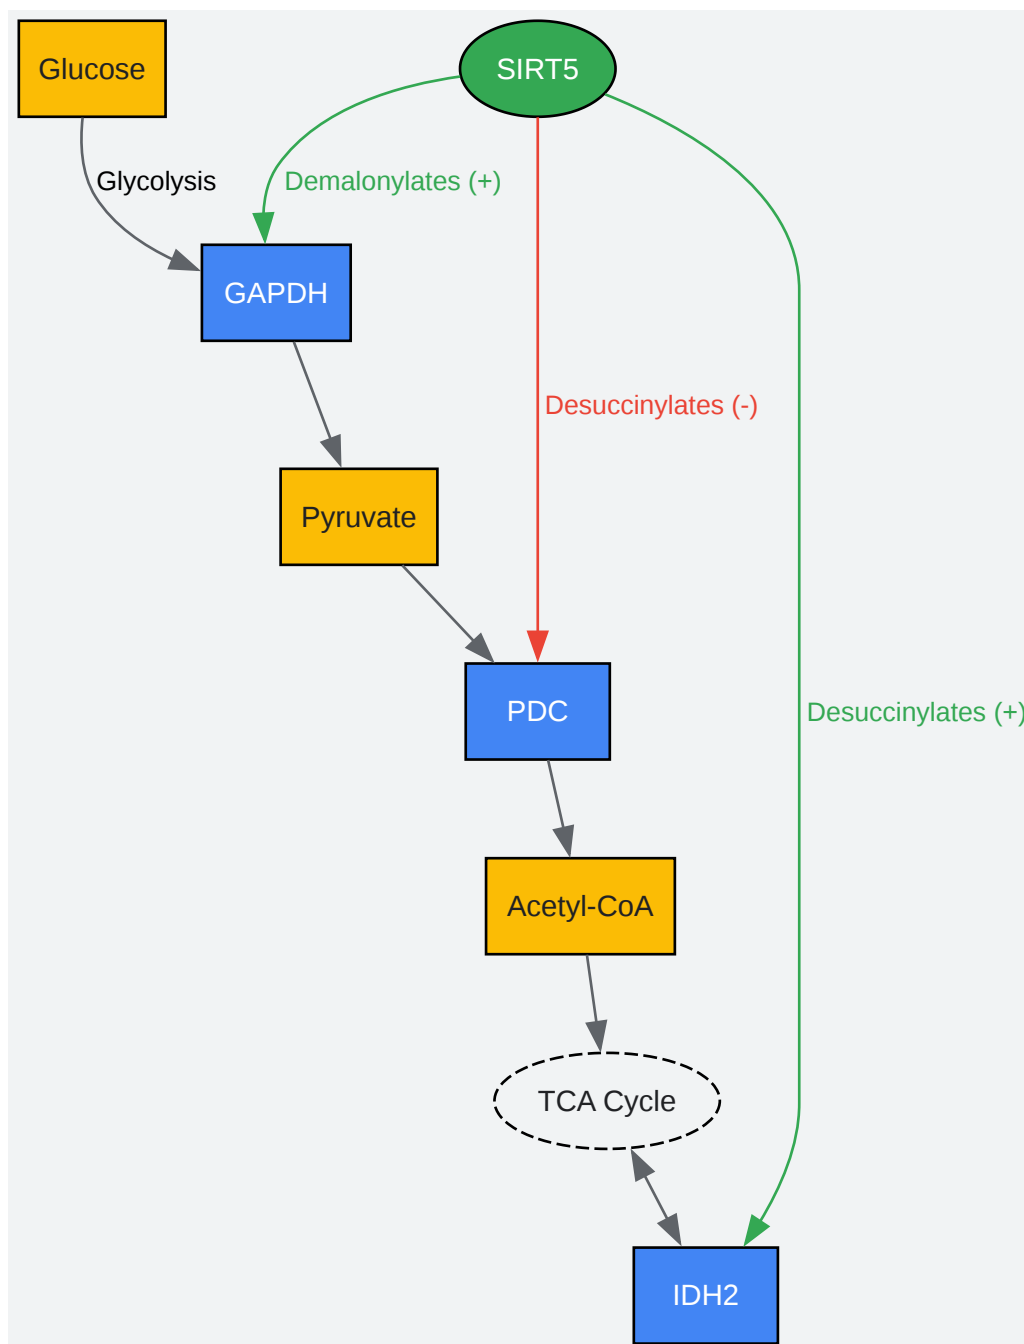 Glucose
SIRT5
Glycolysis
Demalonylates (+)
GAPDH
Desuccinylates (-)
Pyruvate
PDC
Desuccinylates (+)
Acetyl-CoA
TCA Cycle
IDH2